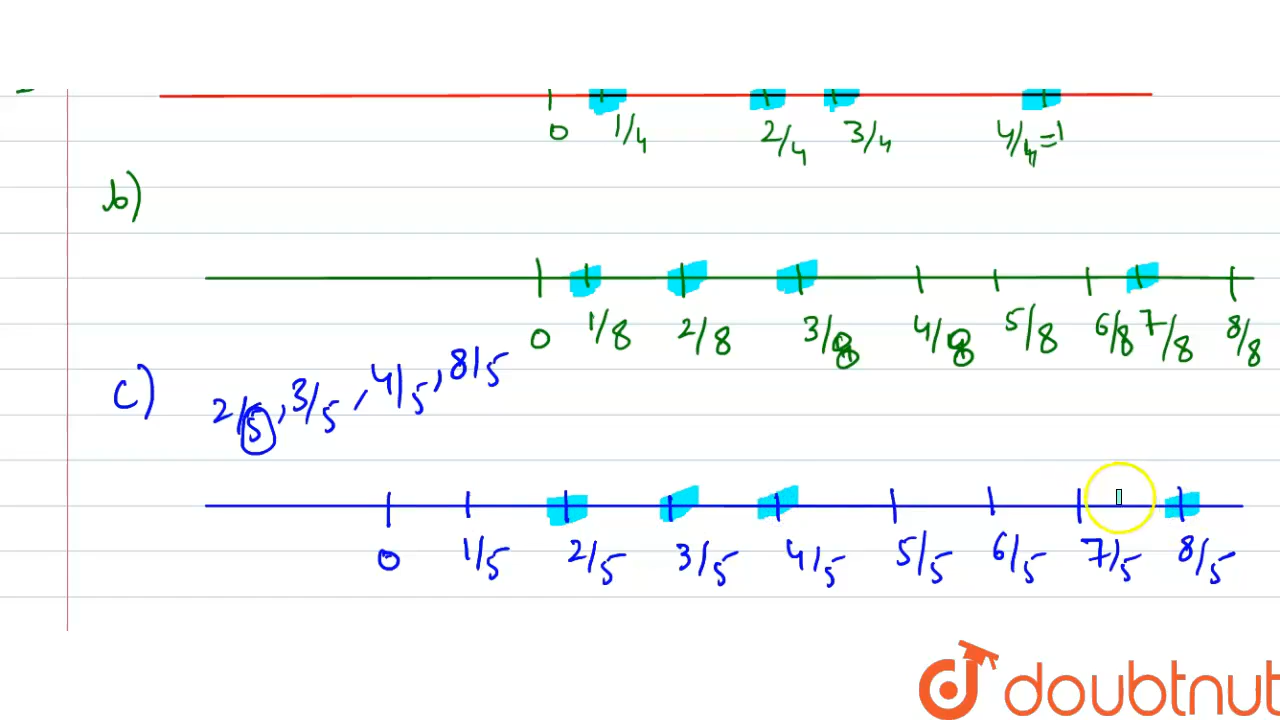 0 1/4 2/4 3/4 4/4=1
b)
0 1/8 2/8 3/8 4/8 5/8 6/8 7/8 8/8
c) 2/5, 3/5, 4/5, 8/5
0 1/5 2/5 3/5 4/5 5/5 6/5 7/5 8/5
doubtnut